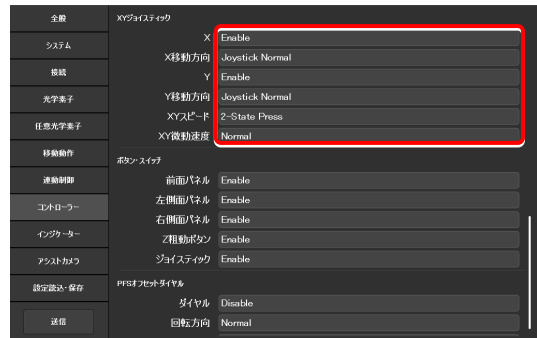 全般
システム
接続
光学素子
任意光学素子
移動動作
連動制御
コントローラー
インジケーター
アシストカメラ
設定読込・保存
送信
XYジョイスティック
X Enable
X移動方向 Joystick Normal
Y Enable
Y移動方向 Joystick Normal
XYスピード 2-State Press
XY微動速度 Normal
ボタン・スイッチ
前面パネル Enable
左側面パネル Enable
右側面パネル Enable
Z粗動ボタン Enable
ジョイスティック Enable
PFSオフセットダイヤル
ダイヤル Disable
回転方向 Normal